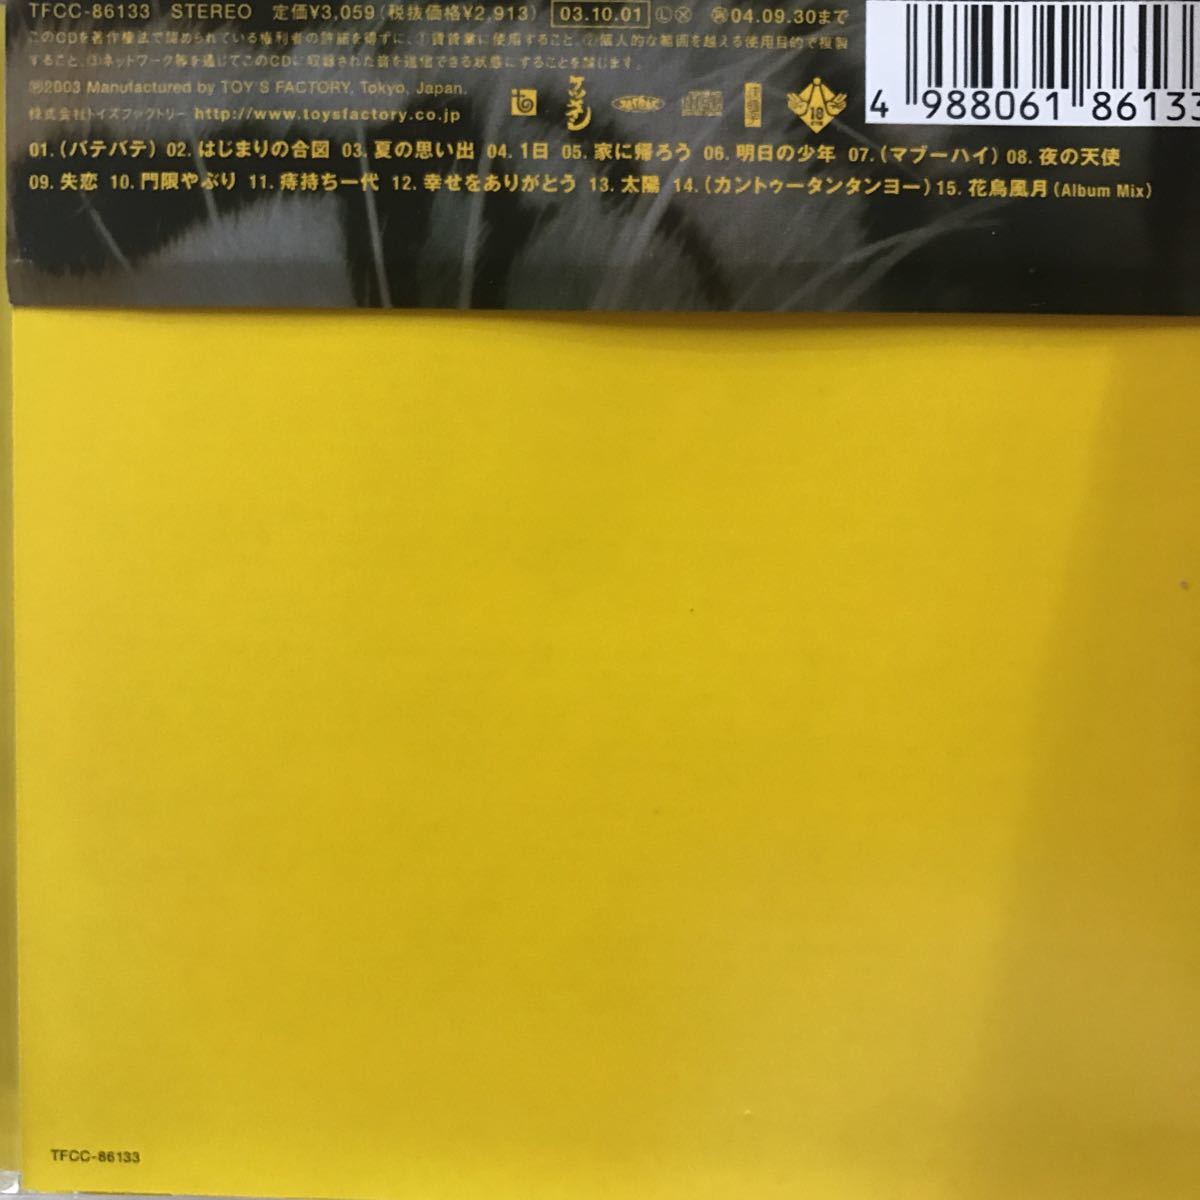 TFCC-86133 STEREO 定価¥3,059(税抜価格¥2,913) 03.10.01 Ⓛ Ⓧ 再04.09.30まで
このCDを著作権法で認められている権利者の許諾を得ずに、①賃貸業に使用すること、②個人的な範囲を越える使用目的で複製
すること、③ネットワーク等を通じてこのCDに収録された音を送信できる状態にすることを禁じます。
Ⓟ2003 Manufactured by TOY'S FACTORY, Tokyo, Japan.
株式会社トイズファクトリー http://www.toysfactory.co.jp
ケツメイシ
4 988061 86133
01.(バテバテ) 02. はじまりの合図 03. 夏の思い出 04. 1日 05. 家に帰ろう 06. 明日の少年 07.(マブーハイ) 08. 夜の天使
09. 失恋 10. 門限やぶり 11. 痔持ち一代 12. 幸せをありがとう 13. 太陽 14.(カントゥータンタンヨー) 15. 花鳥風月(Album Mix)
TFCC-86133